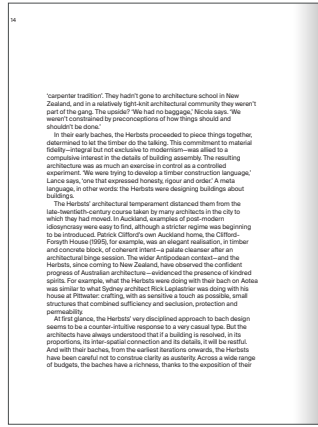 14
'carpenter tradition'. They hadn't gone to architecture school in New
Zealand, and in a relatively tight-knit architectural community they weren't
part of the gang. The upside? 'We had no baggage,' Nicola says. 'We
weren't constrained by preconceptions of how things should and
shouldn't be done.'
In their early baches, the Herbsts proceeded to piece things together,
determined to let the timber do the talking. This commitment to material
fidelity—integral but not exclusive to modernism—was allied to a
compulsive interest in the details of building assembly. The resulting
architecture was as much an exercise in control as a controlled
experiment. 'We were trying to develop a timber construction language,'
Lance says, 'one that expressed honesty, rigour and order.' A meta
language, in other words: the Herbsts were designing buildings about
buildings.
The Herbsts' architectural temperament distanced them from the
late-twentieth-century course taken by many architects in the city to
which they had moved. In Auckland, examples of post-modern
idiosyncrasy were easy to find, although a stricter regime was beginning
to be introduced. Patrick Clifford's own Auckland home, the Clifford-
Forsyth House (1995), for example, was an elegant realisation, in timber
and concrete block, of coherent intent—a palate cleanser after an
architectural binge session. The wider Antipodean context—and the
Herbsts, since coming to New Zealand, have observed the confident
progress of Australian architecture—evidenced the presence of kindred
spirits. For example, what the Herbsts were doing with their bach on Aotea
was similar to what Sydney architect Rick Leplastrier was doing with his
house at Pittwater: crafting, with as sensitive a touch as possible, small
structures that combined sufficiency and seclusion, protection and
permeability.
At first glance, the Herbsts' very disciplined approach to bach design
seems to be a counter-intuitive response to a very casual type. But the
architects have always understood that if a building is resolved, in its
proportions, its inter-spatial connection and its details, it will be restful.
And with their baches, from the earliest iterations onwards, the Herbsts
have been careful not to construe clarity as austerity. Across a wide range
of budgets, the baches have a richness, thanks to the exposition of their